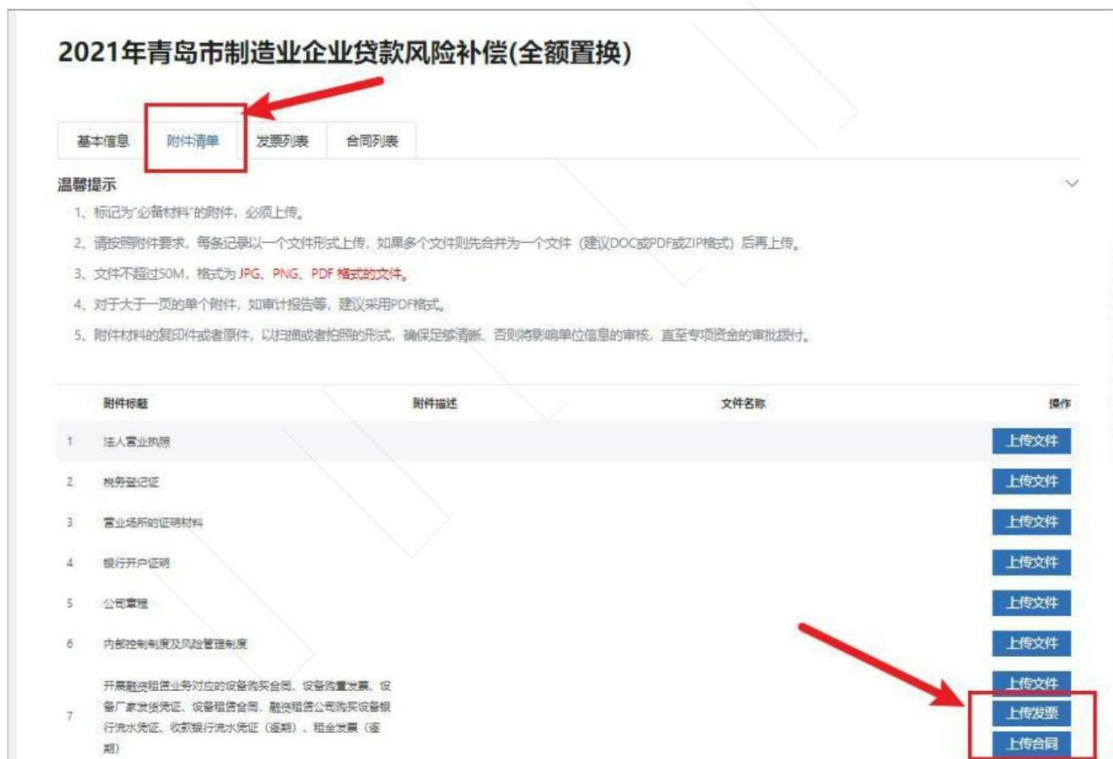 2021年青岛市制造业企业贷款风险补偿(全额置换)
基本信息 附件清单 发票列表 合同列表
温馨提示
1、标记为“必备材料”的附件，必须上传。
2、请按照附件要求，每条记录以一个文件形式上传，如果多个文件则先合并为一个文件（建议DOC或PDF或ZIP格式）后再上传。
3、文件不超过50M，格式为 JPG、PNG、PDF 格式的文件。
4、对于大于一页的单个附件，如审计报告等，建议采用PDF格式。
5、附件材料的复印件或者原件，以扫描或者拍照的形式，确保足够清晰、否则将影响单位信息的审核，直至专项资金的审批拨付。
附件标题 附件描述 文件名称 操作
1 法人营业执照 上传文件
2 税务登记证 上传文件
3 营业场所的证明材料 上传文件
4 银行开户证明 上传文件
5 公司章程 上传文件
6 内部控制制度及风险管理制度 上传文件
7 开展融资租赁业务对应的设备购买合同、设备购置发票、设
备厂家发货凭证、设备租赁合同、融资租赁公司购买设备银
行流水凭证、收款银行流水凭证（逐期）、租金发票（逐
期）
上传文件
上传发票
上传合同